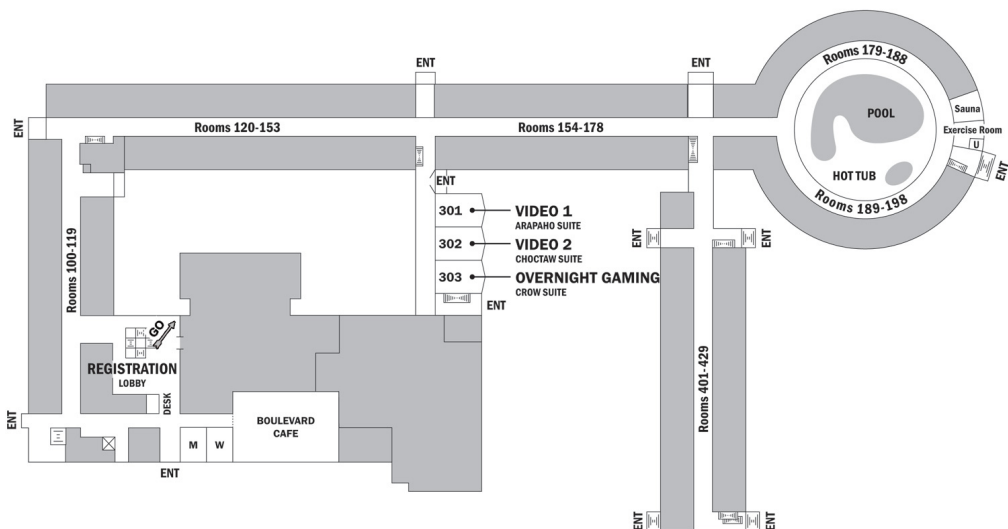 ENT
ENT
Rooms 179-188
Sauna
POOL
Exercise Room
U
ENT
ENT
Rooms 120-153
Rooms 154-178
HOT TUB
Rooms 189-198
ENT
301
VIDEO 1
ARAPAHO SUITE
302
VIDEO 2
CHOCTAW SUITE
ENT
ENT
303
OVERNIGHT GAMING
CROW SUITE
ENT
Rooms 100-119
GO
REGISTRATION
LOBBY
DESK
Rooms 401-429
ENT
BOULEVARD
CAFE
M
W
ENT
ENT
ENT